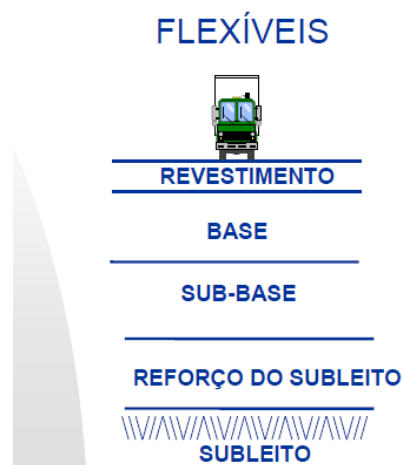 FLEXÍVEIS
REVESTIMENTO
BASE
SUB-BASE
REFORÇO DO SUBLEITO
SUBLEITO